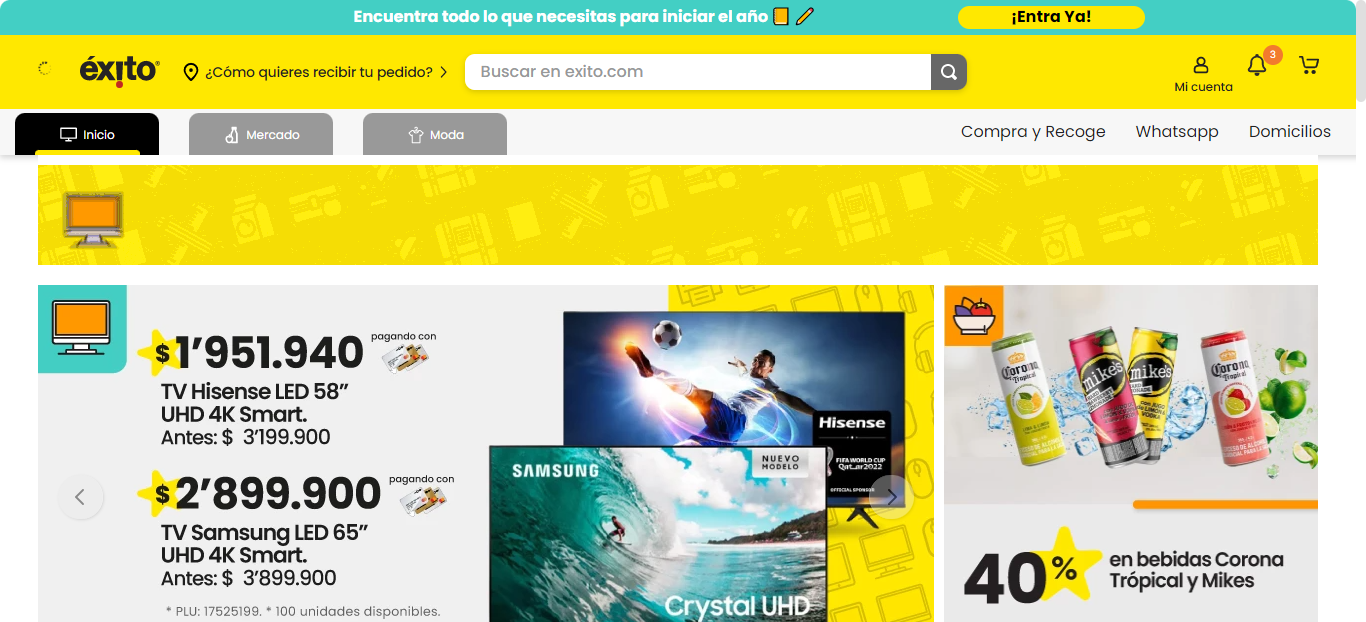 Encuentra todo lo que necesitas para iniciar el año
¡Entra Ya!
éxito
¿Cómo quieres recibir tu pedido?
Buscar en exito.com
Mi cuenta
3
Inicio
Mercado
Moda
Compra y Recoge
Whatsapp
Domicilios
$1’951.940
pagando con
TV Hisense LED 58”
UHD 4K Smart.
Antes: $ 3’199.900
$2’899.900
pagando con
TV Samsung LED 65”
UHD 4K Smart.
Antes: $ 3’899.900
* PLU: 17525199. * 100 unidades disponibles.
Hisense
FIFA WORLD CUP
Qat_ar2022
OFFICIAL SPONSOR
SAMSUNG
NUEVO
MODELO
Crystal UHD
Corona
Tropical
mike's
mike's
Corona
Tropical
40%
en bebidas Corona
Trópical y Mikes